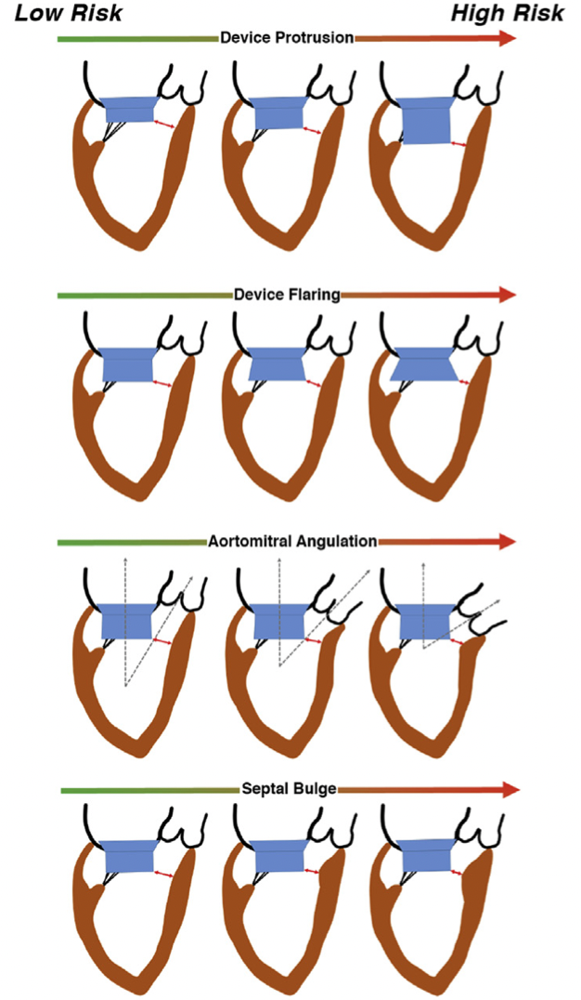 Low Risk
High Risk
Device Protrusion
Device Flaring
Aortomitral Angulation
Septal Bulge